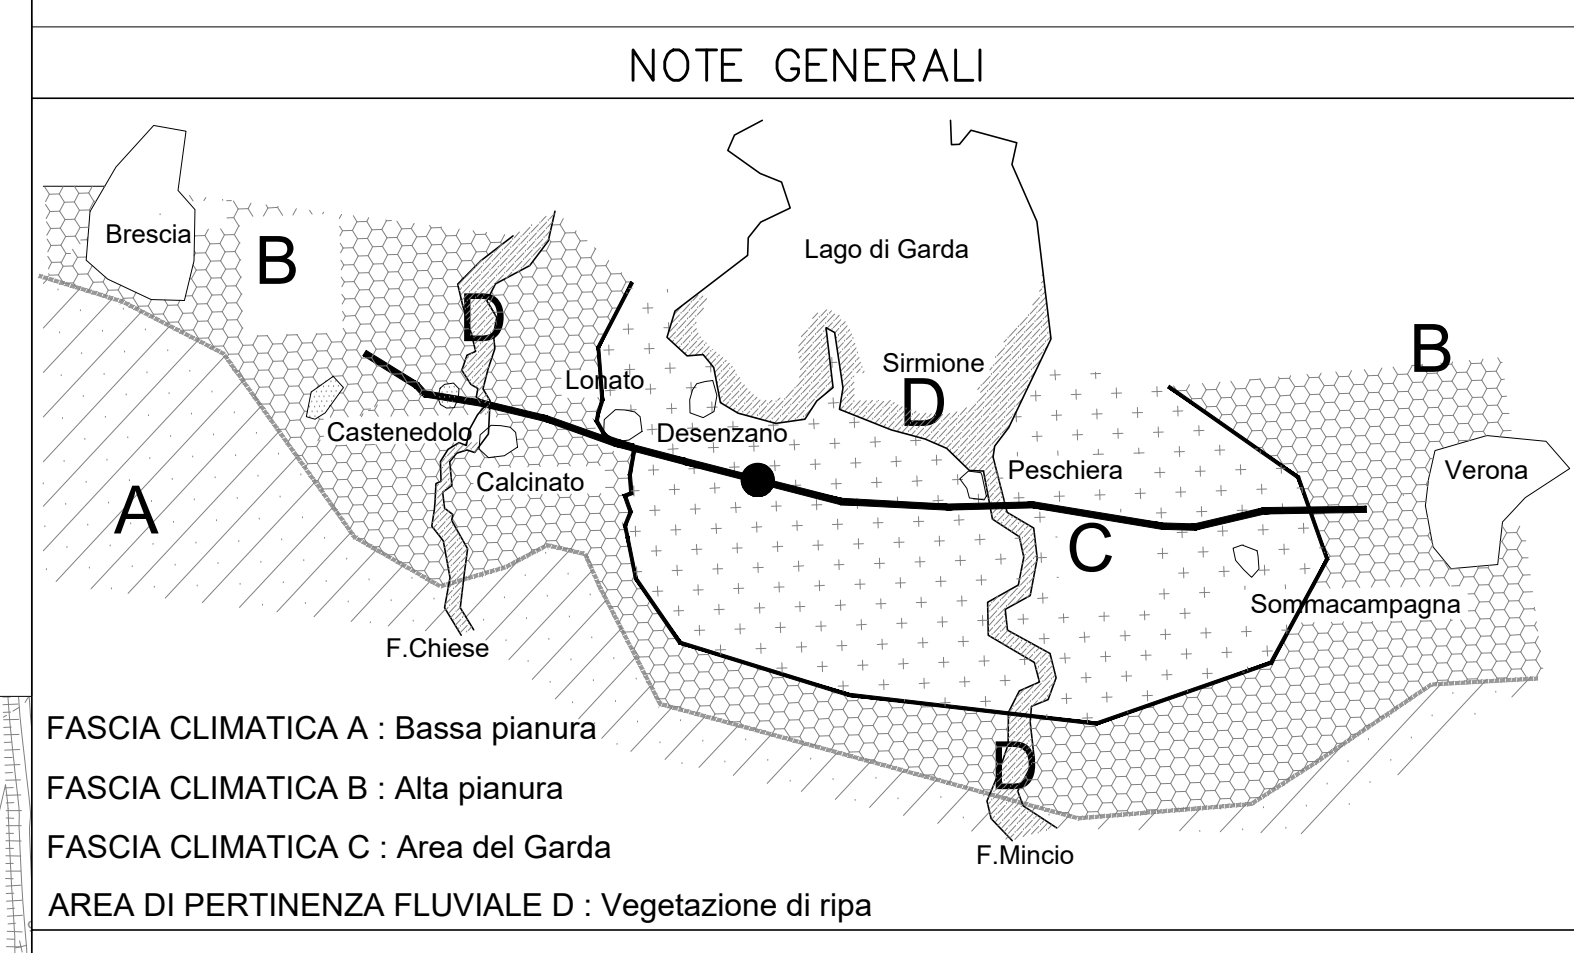 NOTE GENERALI
Brescia
B
Lago di Garda
D
Sirmione
B
Lonato
D
Castenedolo
Desenzano
Calcinato
Peschiera
Verona
A
C
Sommacampagna
F.Chiese
D
F.Mincio
FASCIA CLIMATICA A : Bassa pianura
FASCIA CLIMATICA B : Alta pianura
FASCIA CLIMATICA C : Area del Garda
AREA DI PERTINENZA FLUVIALE D : Vegetazione di ripa